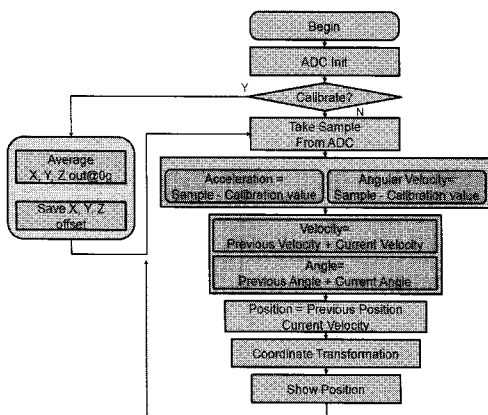 Begin
ADC Init
Y
Calibrate?
N
Take Sample
From ADC
Average
X, Y, Z out@0g
Save X, Y, Z
offset
Acceleration =
Sample - Calibration value
Angular Velocity=
Sample - Calibration value
Velocity=
Previous Velocity + Current Velocity
Angle=
Previous Angle + Current Angle
Position = Previous Position
Current Velocity
Coordinate Transformation
Show Position